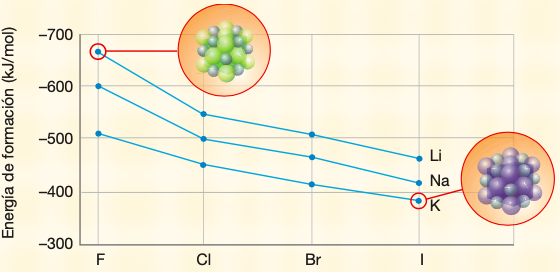 Energía de formación (kJ/mol)
–700
–600
–500
–400
–300
F Cl Br I
Li
Na
K